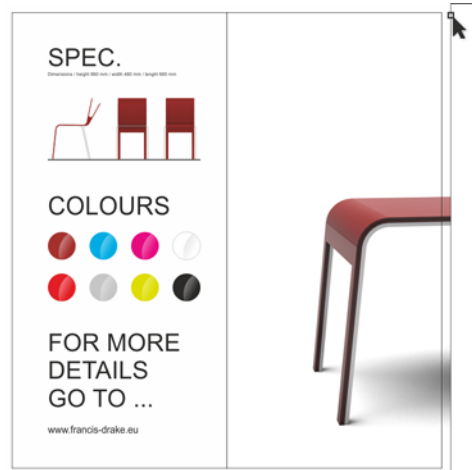 SPEC.
Dimensions / height 880 mm / width 480 mm / lenght 580 mm
COLOURS
FOR MORE
DETAILS
GO TO ...
www.francis-drake.eu